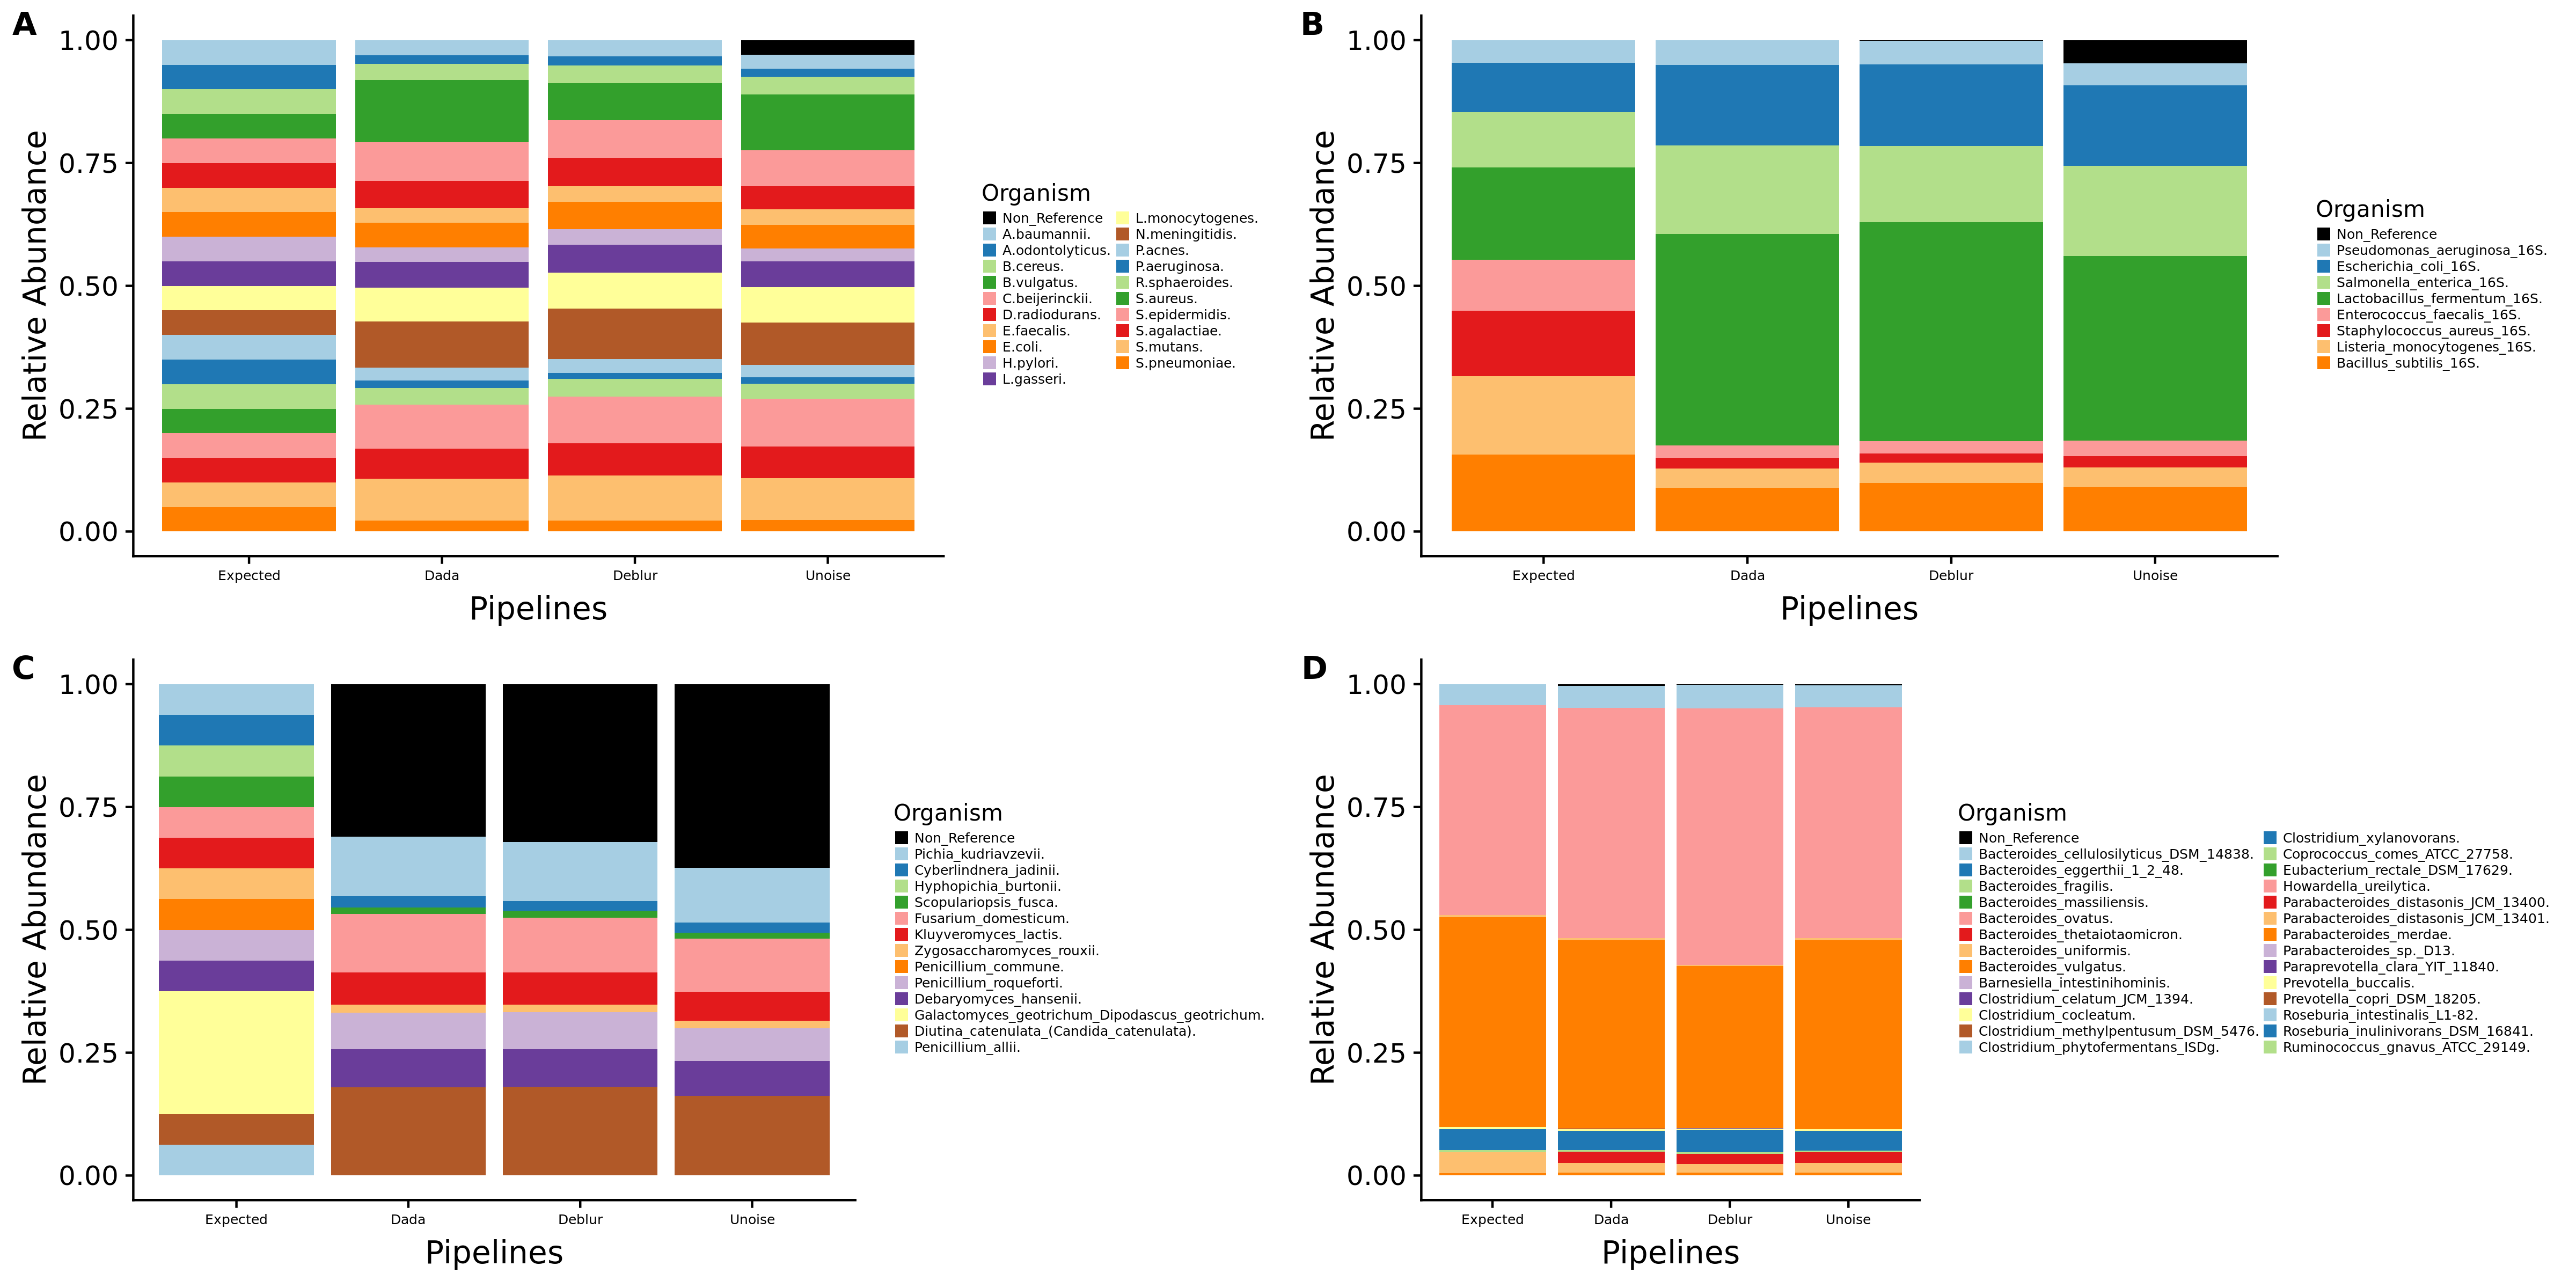 A
Relative Abundance
1.00
0.75
0.50
0.25
0.00
Expected
Dada
Deblur
Unoise
Pipelines
Organism
Non_Reference
A.baumannii.
A.odontolyticus.
B.cereus.
B.vulgatus.
C.beijerinckii.
D.radiodurans.
E.faecalis.
E.coli.
H.pylori.
L.gasseri.
L.monocytogenes.
N.meningitidis.
P.acnes.
P.aeruginosa.
R.sphaeroides.
S.aureus.
S.epidermidis.
S.agalactiae.
S.mutans.
S.pneumoniae.
B
Relative Abundance
1.00
0.75
0.50
0.25
0.00
Expected
Dada
Deblur
Unoise
Pipelines
Organism
Non_Reference
Pseudomonas_aeruginosa_16S.
Escherichia_coli_16S.
Salmonella_enterica_16S.
Lactobacillus_fermentum_16S.
Enterococcus_faecalis_16S.
Staphylococcus_aureus_16S.
Listeria_monocytogenes_16S.
Bacillus_subtilis_16S.
C
Relative Abundance
1.00
0.75
0.50
0.25
0.00
Expected
Dada
Deblur
Unoise
Pipelines
Organism
Non_Reference
Pichia_kudriavzevii.
Cyberlindnera_jadinii.
Hyphopichia_burtonii.
Scopulariopsis_fusca.
Fusarium_domesticum.
Kluyveromyces_lactis.
Zygosaccharomyces_rouxii.
Penicillium_commune.
Penicillium_roqueforti.
Debaryomyces_hansenii.
Galactomyces_geotrichum_Dipodascus_geotrichum.
Diutina_catenulata_(Candida_catenulata).
Penicillium_allii.
D
Relative Abundance
1.00
0.75
0.50
0.25
0.00
Expected
Dada
Deblur
Unoise
Pipelines
Organism
Non_Reference
Bacteroides_cellulosilyticus_DSM_14838.
Bacteroides_eggerthii_1_2_48.
Bacteroides_fragilis.
Bacteroides_massiliensis.
Bacteroides_ovatus.
Bacteroides_thetaiotaomicron.
Bacteroides_uniformis.
Bacteroides_vulgatus.
Barnesiella_intestinihominis.
Clostridium_celatum_JCM_1394.
Clostridium_cocleatum.
Clostridium_methylpentusum_DSM_5476.
Clostridium_phytofermentans_ISDg.
Clostridium_xylanovorans.
Coprococcus_comes_ATCC_27758.
Eubacterium_rectale_DSM_17629.
Howardella_ureilytica.
Parabacteroides_distasonis_JCM_13400.
Parabacteroides_distasonis_JCM_13401.
Parabacteroides_merdae.
Parabacteroides_sp._D13.
Paraprevotella_clara_YIT_11840.
Prevotella_buccalis.
Prevotella_copri_DSM_18205.
Roseburia_intestinalis_L1-82.
Roseburia_inulinivorans_DSM_16841.
Ruminococcus_gnavus_ATCC_29149.